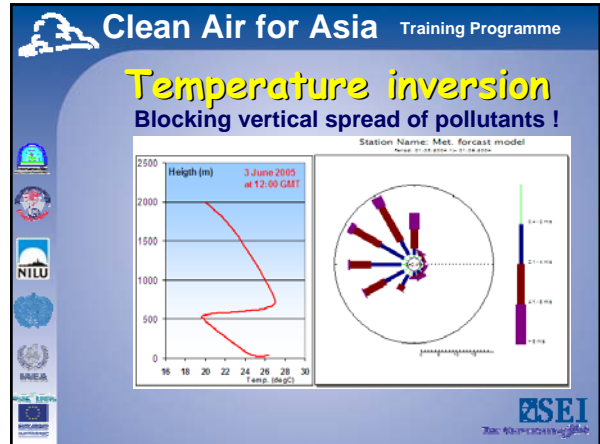 Clean Air for Asia Training Programme
Temperature inversion
Blocking vertical spread of pollutants !
Station Name: Met. forcast model
2500
Heigth (m)
3 June 2005
at 12:00 GMT
2000
1500
1000
500
0
16 18 20 22 24 26 28 30
Temp. (degC)
NILU
SEI